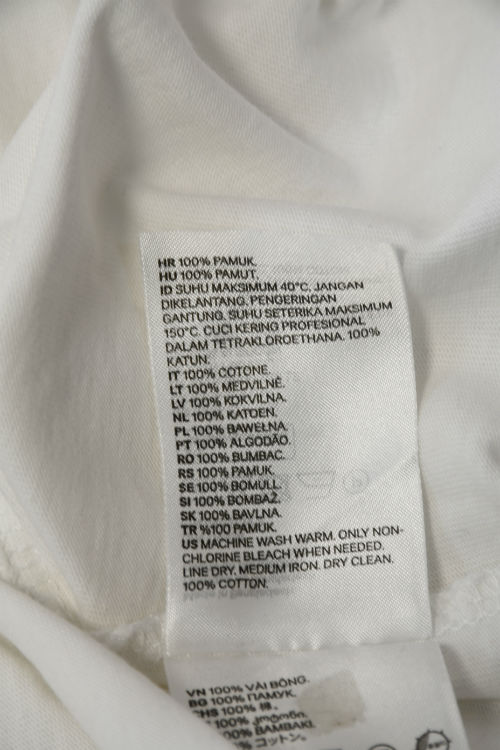 HR 100% PAMUK.
HU 100% PAMUT.
ID SUHU MAKSIMUM 40°C. JANGAN
DIKELANTANG. PENGERINGAN
GANTUNG. SUHU SETERIKA MAKSIMUM
150°C. CUCI KERING PROFESIONAL
DALAM TETRAKLOROETHANA. 100%
KATUN.
IT 100% COTONE.
LT 100% MEDVILNĖ.
LV 100% KOKVILNA.
NL 100% KATOEN.
PL 100% BAWEŁNA.
PT 100% ALGODÃO.
RO 100% BUMBAC.
RS 100% PAMUK.
SE 100% BOMULL.
SI 100% BOMBAŽ.
SK 100% BAVLNA.
TR %100 PAMUK.
US MACHINE WASH WARM. ONLY NON-
CHLORINE BLEACH WHEN NEEDED.
LINE DRY. MEDIUM IRON. DRY CLEAN.
100% COTTON.
VN 100% VẢI BÔNG.
BG 100% ПАМУК.
CHS 100% 棉.
100% ბამბა.
100% ΒΑΜΒΑΚΙ.
コットン.